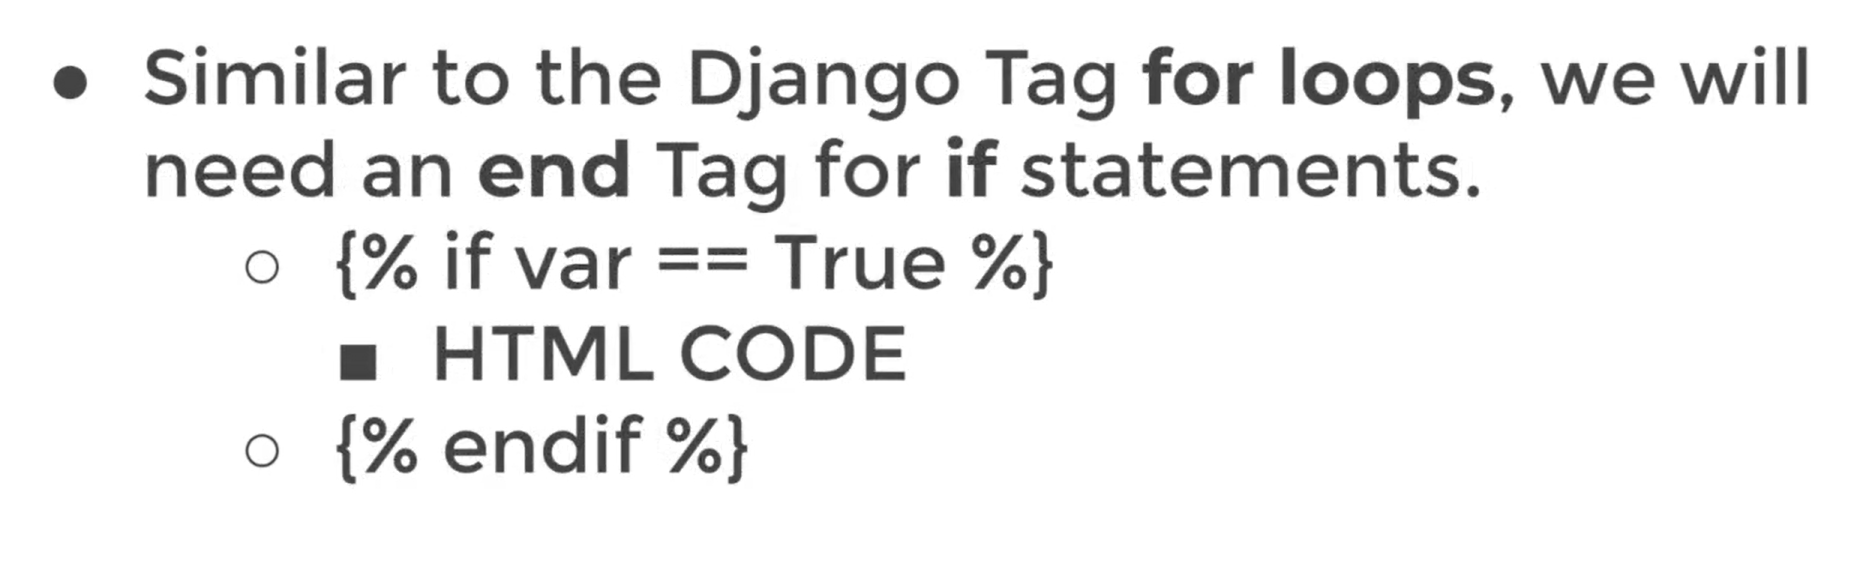 ● Similar to the Django Tag for loops, we will
need an end Tag for if statements.
○ {% if var == True %}
■ HTML CODE
○ {% endif %}